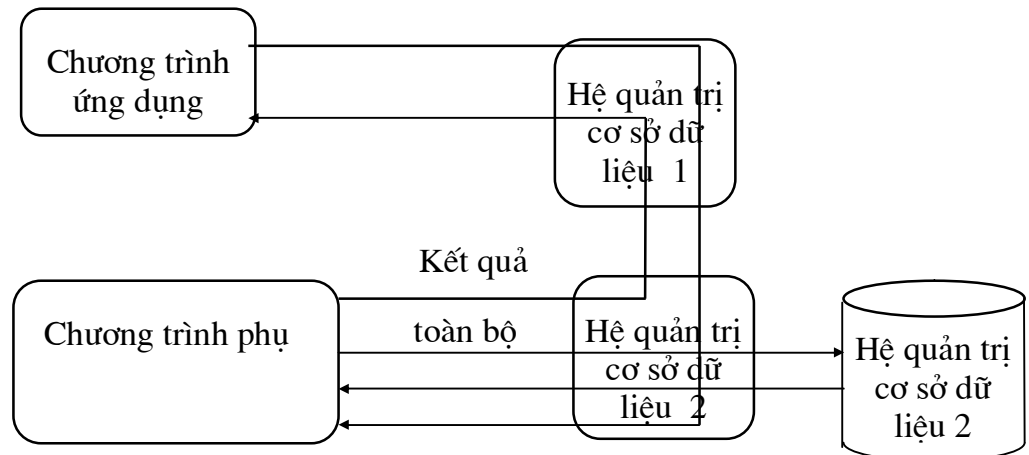 Chương trình
ứng dụng
Hệ quản trị
cơ sở dữ
liệu 1
Kết quả
toàn bộ
Chương trình phụ
Hệ quản trị
cơ sở dữ
liệu 2
Hệ quản trị
cơ sở dữ
liệu 2